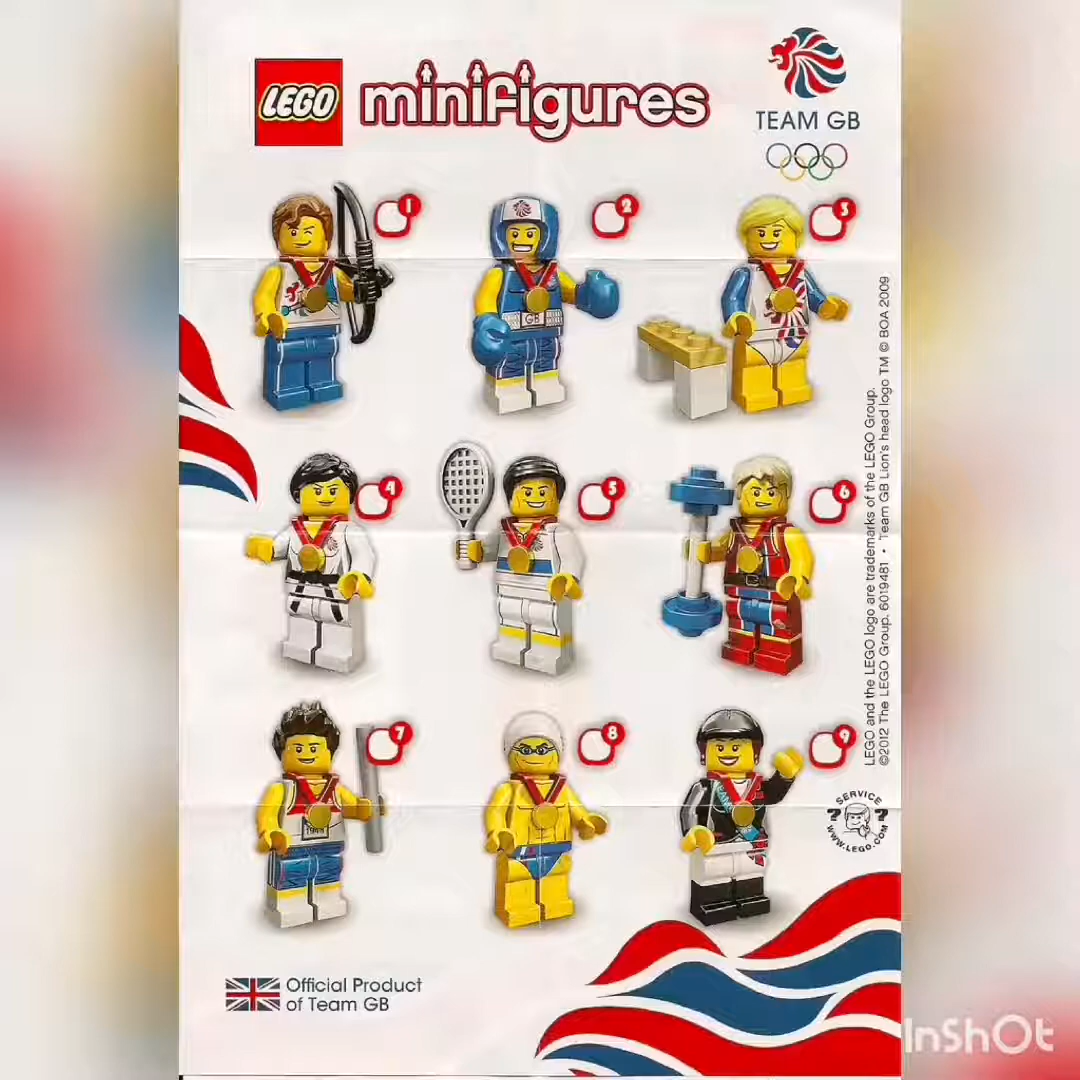 LEGO minifigures
TEAM GB
1
2
3
GB
4
5
6
7
8
9
TEAM
LEGO and the LEGO logo are trademarks of the LEGO Group.
©2012 The LEGO Group. 6019481 • Team GB Lion's head logo TM © BOA 2009
SERVICE
? ?
WWW.LEGO.COM
Official Product
of Team GB
InShOt